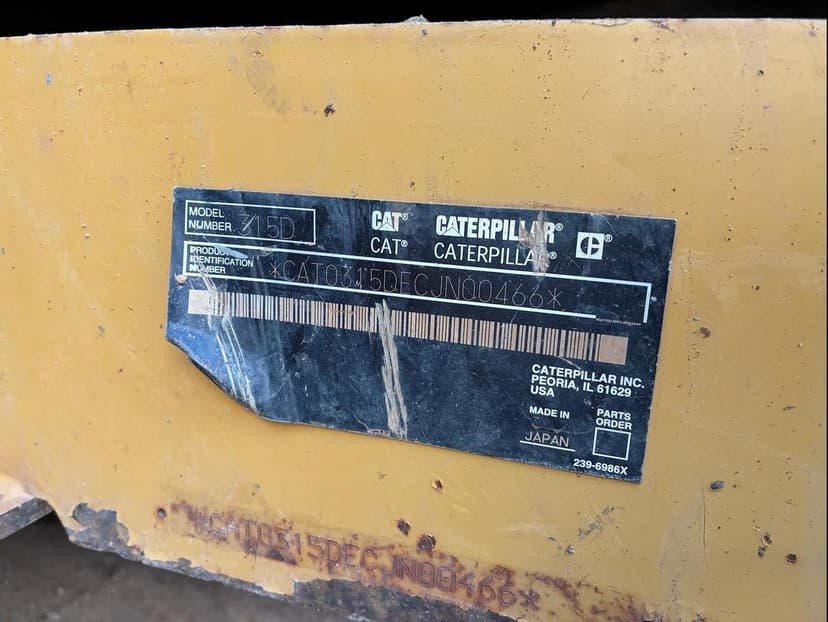 MODEL
NUMBER 315D
CAT® CATERPILLAR® C®
CAT® CATERPILLAR®
PRODUCT
IDENTIFICATION
NUMBER
*CAT0315DECJN00466*
CATERPILLAR INC.
PEORIA, IL 61629
USA
MADE IN
JAPAN
PARTS
ORDER
239-6986X
*CAT0315DECJN00466*